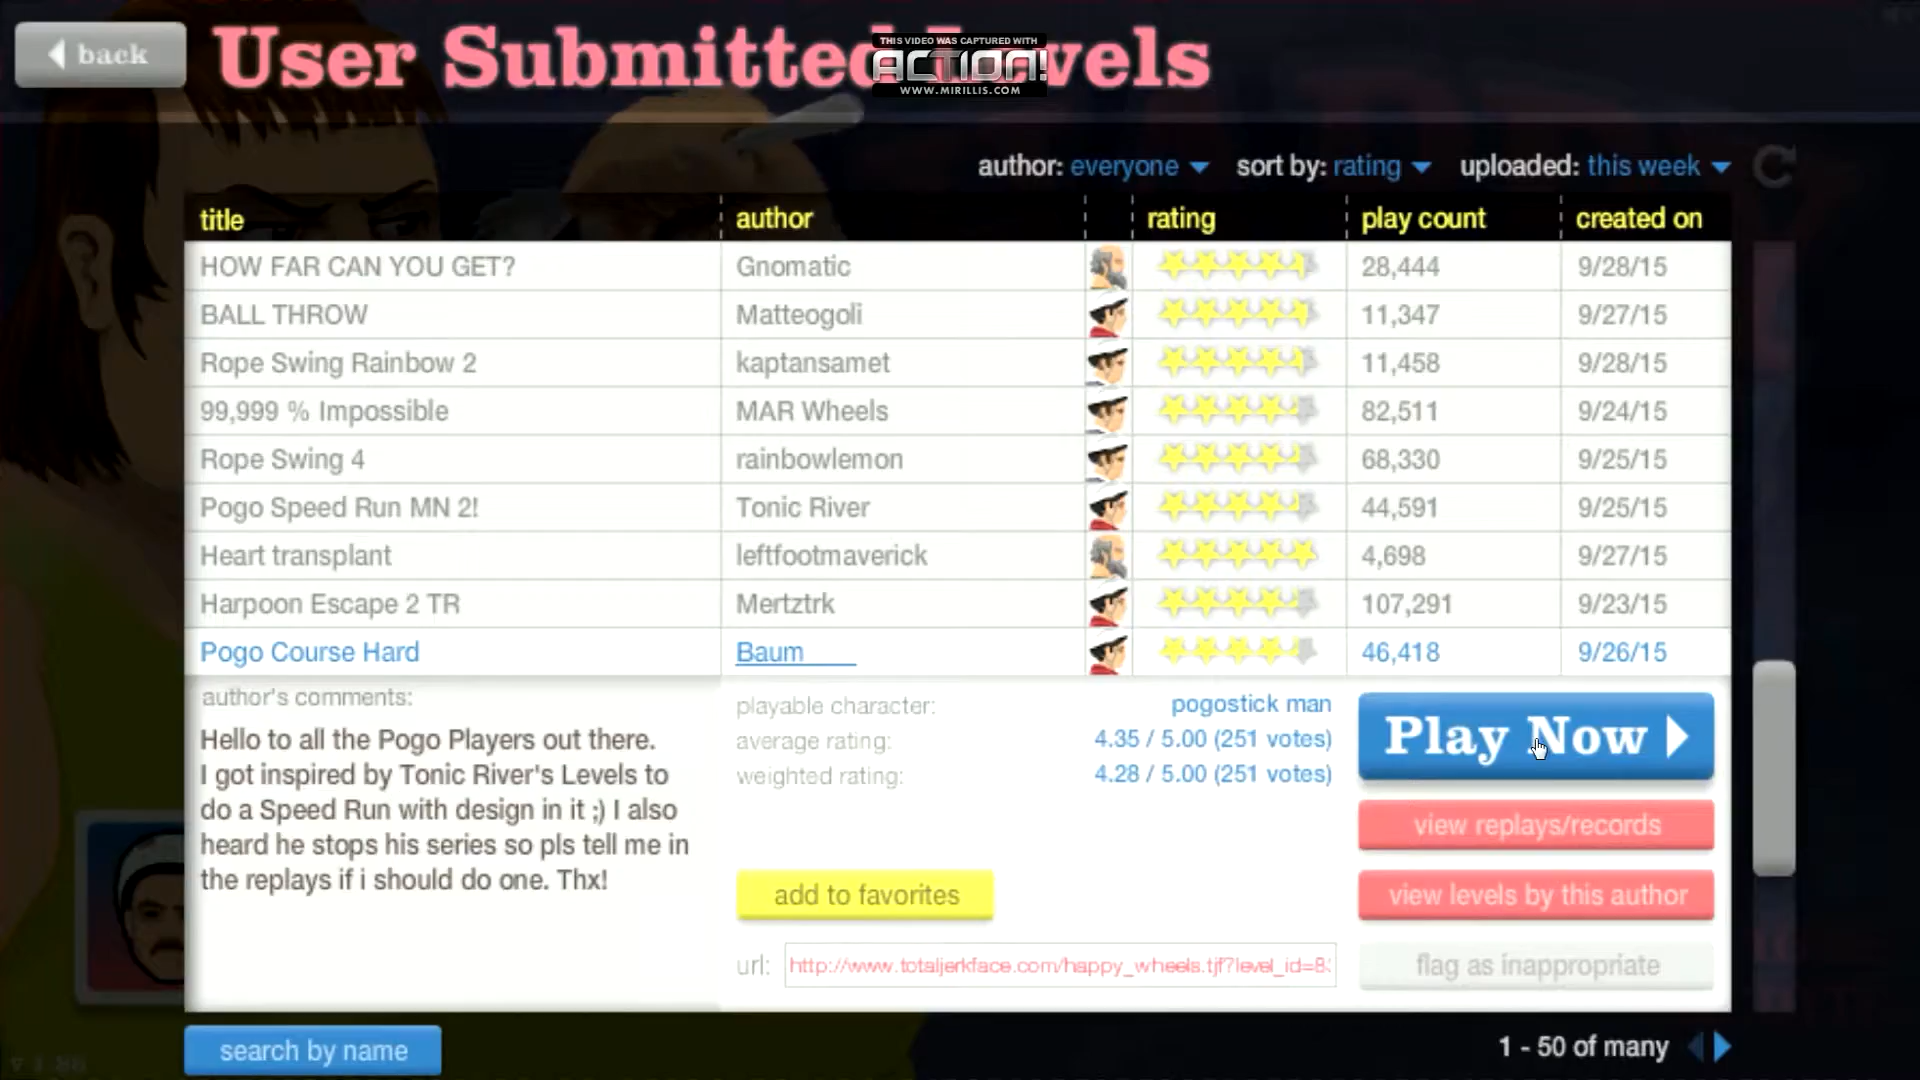 back
User Submitted Levels
THIS VIDEO WAS CAPTURED WITH
ACTION!
WWW.MIRILLIS.COM
author: everyone sort by: rating uploaded: this week
title author rating play count created on
HOW FAR CAN YOU GET? Gnomatic 28,444 9/28/15
BALL THROW Matteogoli 11,347 9/27/15
Rope Swing Rainbow 2 kaptansamet 11,458 9/28/15
99,999 % Impossible MAR Wheels 82,511 9/24/15
Rope Swing 4 rainbowlemon 68,330 9/25/15
Pogo Speed Run MN 2! Tonic River 44,591 9/25/15
Heart transplant leftfootmaverick 4,698 9/27/15
Harpoon Escape 2 TR Mertztrk 107,291 9/23/15
Pogo Course Hard Baum 46,418 9/26/15
author's comments:
Hello to all the Pogo Players out there.
I got inspired by Tonic River's Levels to
do a Speed Run with design in it ;) I also
heard he stops his series so pls tell me in
the replays if i should do one. Thx!
playable character: pogostick man
average rating: 4.35 / 5.00 (251 votes)
weighted rating: 4.28 / 5.00 (251 votes)
add to favorites
url: http://www.totaljerkface.com/happy_wheels.tjf?level_id=8
Play Now
view replays/records
view levels by this author
flag as inappropriate
search by name
1 - 50 of many